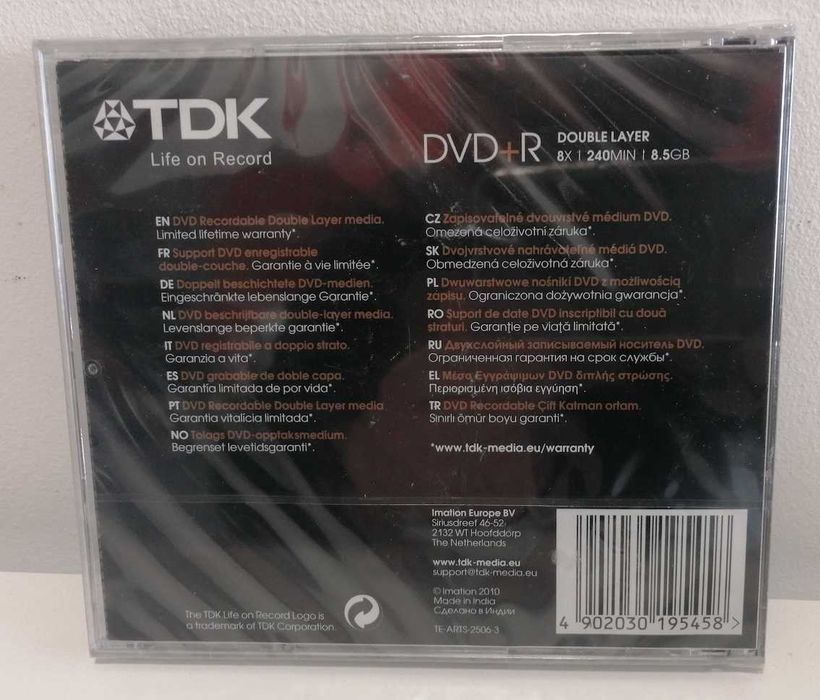 TDK
Life on Record
DVD+R
DOUBLE LAYER
8X | 240MIN | 8.5GB
EN DVD Recordable Double Layer media.
Limited lifetime warranty*.
FR Support DVD enregistrable
double-couche. Garantie à vie limitée*.
DE Doppelt beschichtete DVD-medien.
Eingeschränkte lebenslange Garantie*.
NL DVD beschrijfbare double-layer media.
Levenslange beperkte garantie*.
IT DVD registrabile a doppio strato.
Garanzia a vita*.
ES DVD grabable de doble capa.
Garantía limitada de por vida*.
PT DVD Recordable Double Layer media
Garantia vitalícia limitada*.
NO Tolags DVD-opptaksmedium.
Begrenset levetidsgaranti*.
CZ Zapisovatelné dvouvrstvé médium DVD.
Omezená celoživotní záruka*.
SK Dvojvrstvové nahrávateľné médiá DVD.
Obmedzená celoživotná záruka*.
PL Dwuwarstwowe nośniki DVD z możliwością
zapisu. Ograniczona dożywotnia gwarancja*.
RO Suport de date DVD inscriptibil cu două
straturi. Garanţie pe viaţă limitată*.
RU Двухслойный записываемый носитель DVD.
Ограниченная гарантия на срок службы*.
EL Μέσα Εγγράψιμων DVD διπλής στρώσης.
Περιορισμένη ισόβια εγγύηση*.
TR DVD Recordable Çift Katman ortam.
Sınırlı ömür boyu garanti*.
*www.tdk-media.eu/warranty
Imation Europe BV
Siriusdreef 46-52
2132 WT Hoofddorp
The Netherlands
www.tdk-media.eu
support@tdk-media.eu
© Imation 2010
Made in India
Сделано в Индии
TE-ARTS-2506-3
The TDK Life on Record Logo is
a trademark of TDK Corporation.
4 902030 195458 >